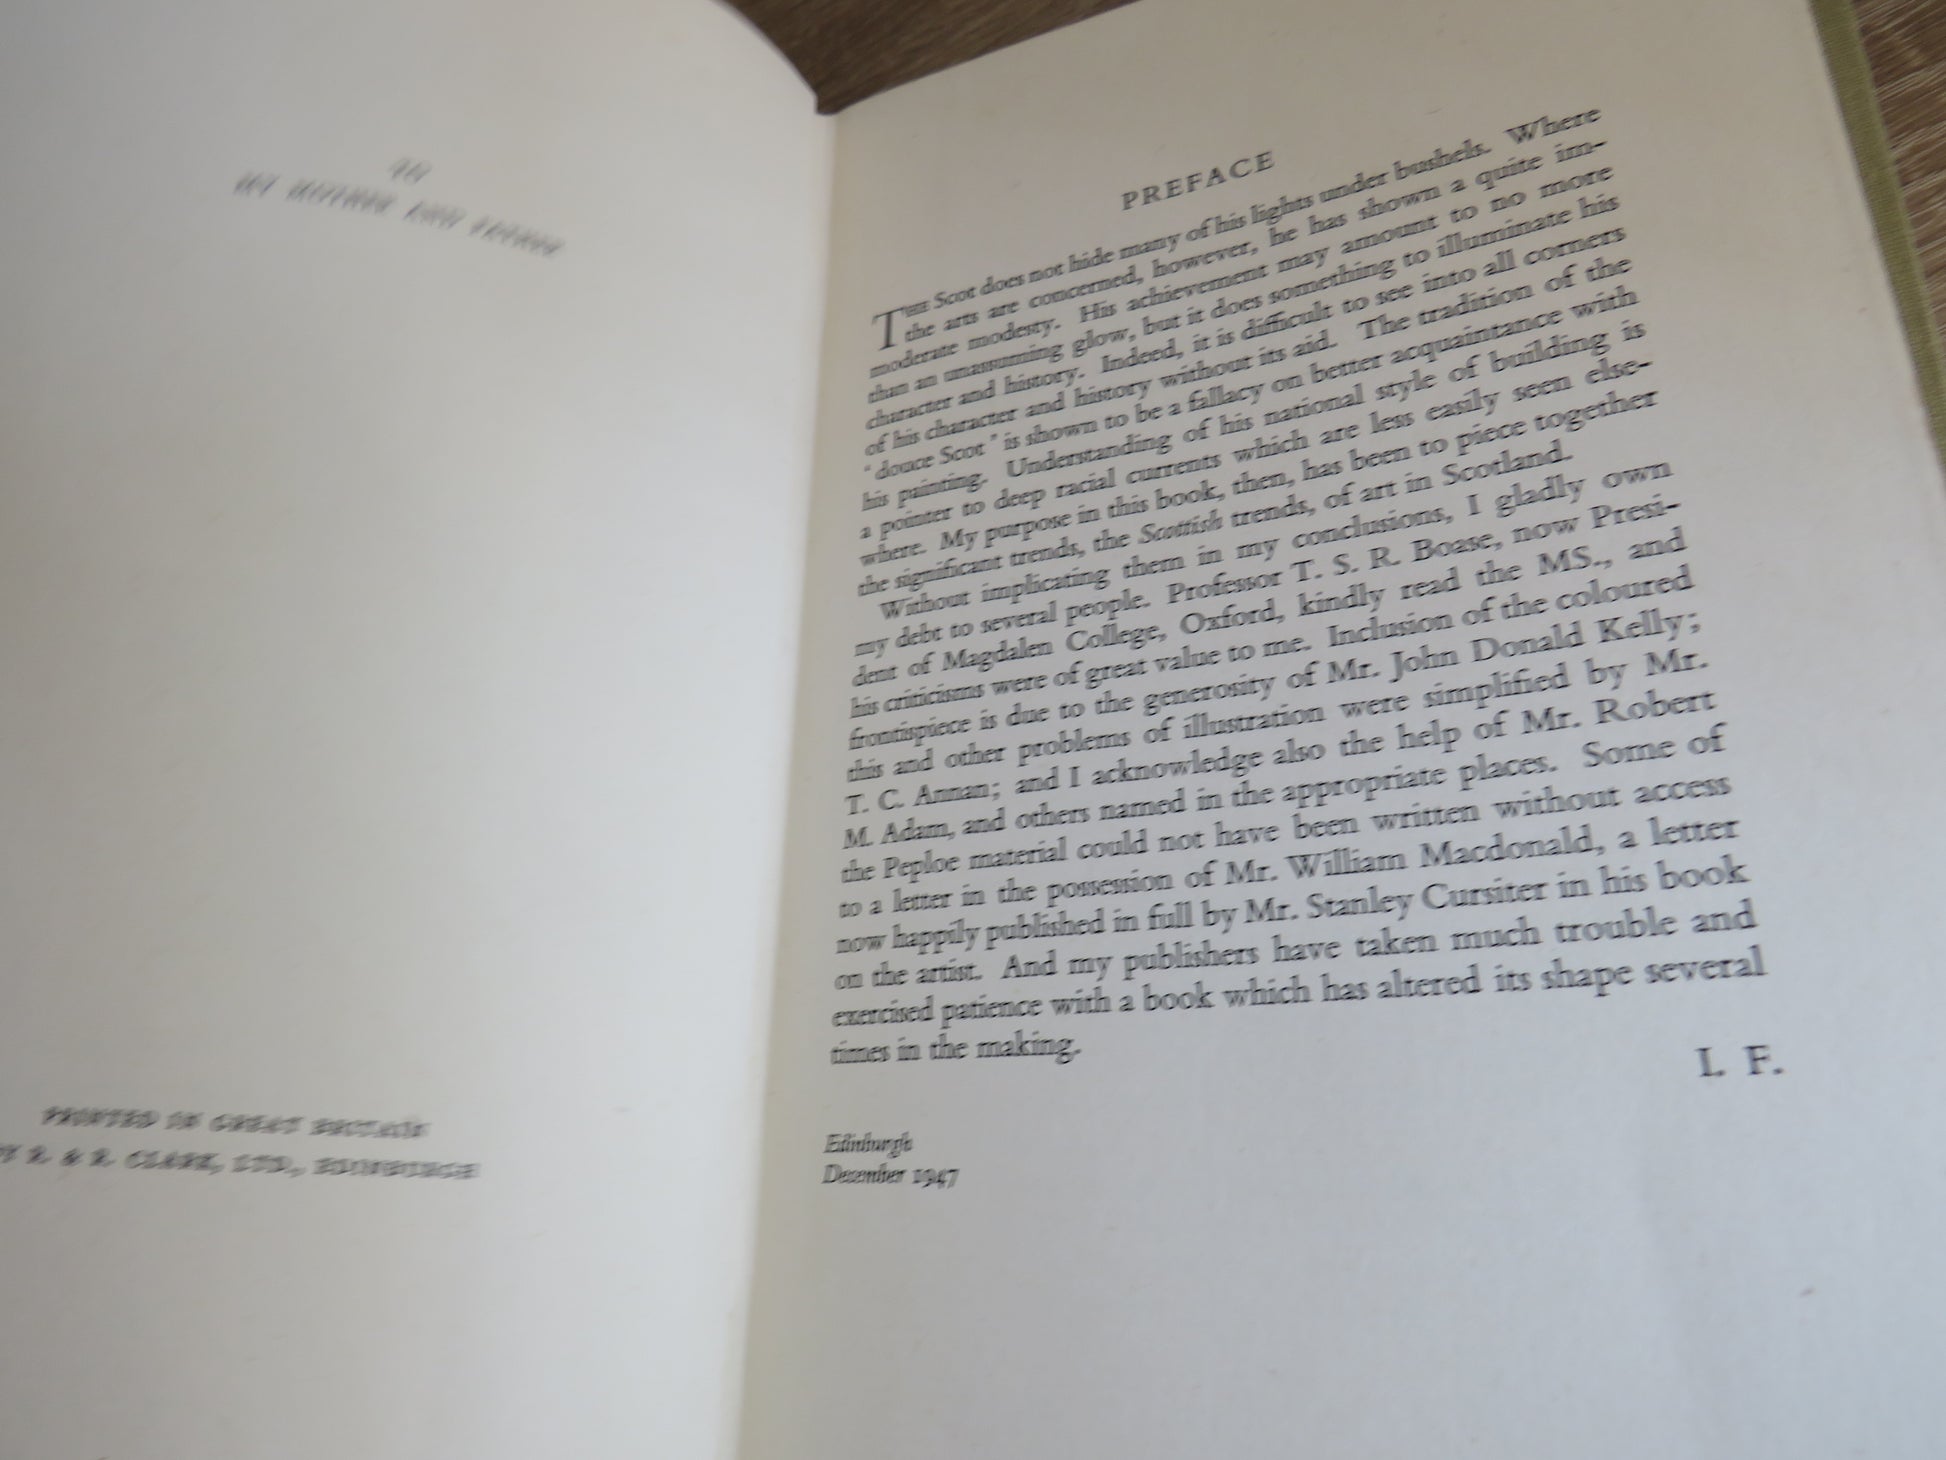 TO
MY MOTHER AND FATHER
PRINTED IN GREAT BRITAIN
BY R. & R. CLARK, LTD., EDINBURGH
PREFACE
THE Scot does not hide many of his lights under bushels. Where
the arts are concerned, however, he has shown a quite im-
moderate modesty. His achievement may amount to no more
than an unassuming glow, but it does something to illuminate his
character and history. Indeed, it is difficult to see into all corners
of his character and history without its aid. The tradition of the
‘douce Scot’ is shown to be a fallacy on better acquaintance with
his painting. Understanding of his national style of building is
a pointer to deep racial currents which are less easily seen else-
where. My purpose in this book, then, has been to piece together
the significant trends, the Scottish trends, of art in Scotland.
Without implicating them in my conclusions, I gladly own
my debt to several people. Professor T. S. R. Boase, now Presi-
dent of Magdalen College, Oxford, kindly read the MS., and
his criticisms were of great value to me. Inclusion of the coloured
frontispiece is due to the generosity of Mr. John Donald Kelly;
this and other problems of illustration were simplified by Mr.
T. C. Annan; and I acknowledge also the help of Mr. Robert
M. Adam, and others named in the appropriate places. Some of
the Peploe material could not have been written without access
to a letter in the possession of Mr. William Macdonald, a letter
now happily published in full by Mr. Stanley Cursiter in his book
on the artist. And my publishers have taken much trouble and
exercised patience with a book which has altered its shape several
times in the making.
I. F.
Edinburgh
December 1947